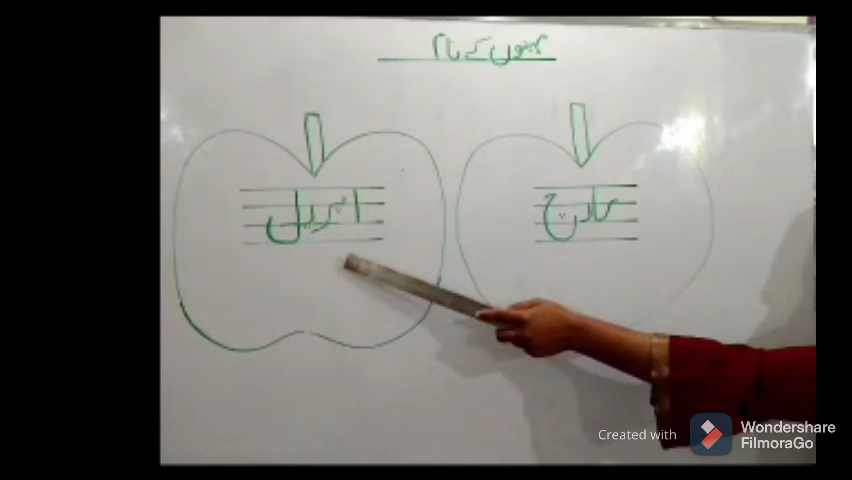 مہینوں کے نام
مارچ
اپریل
Created with
Wondershare
FilmoraGo